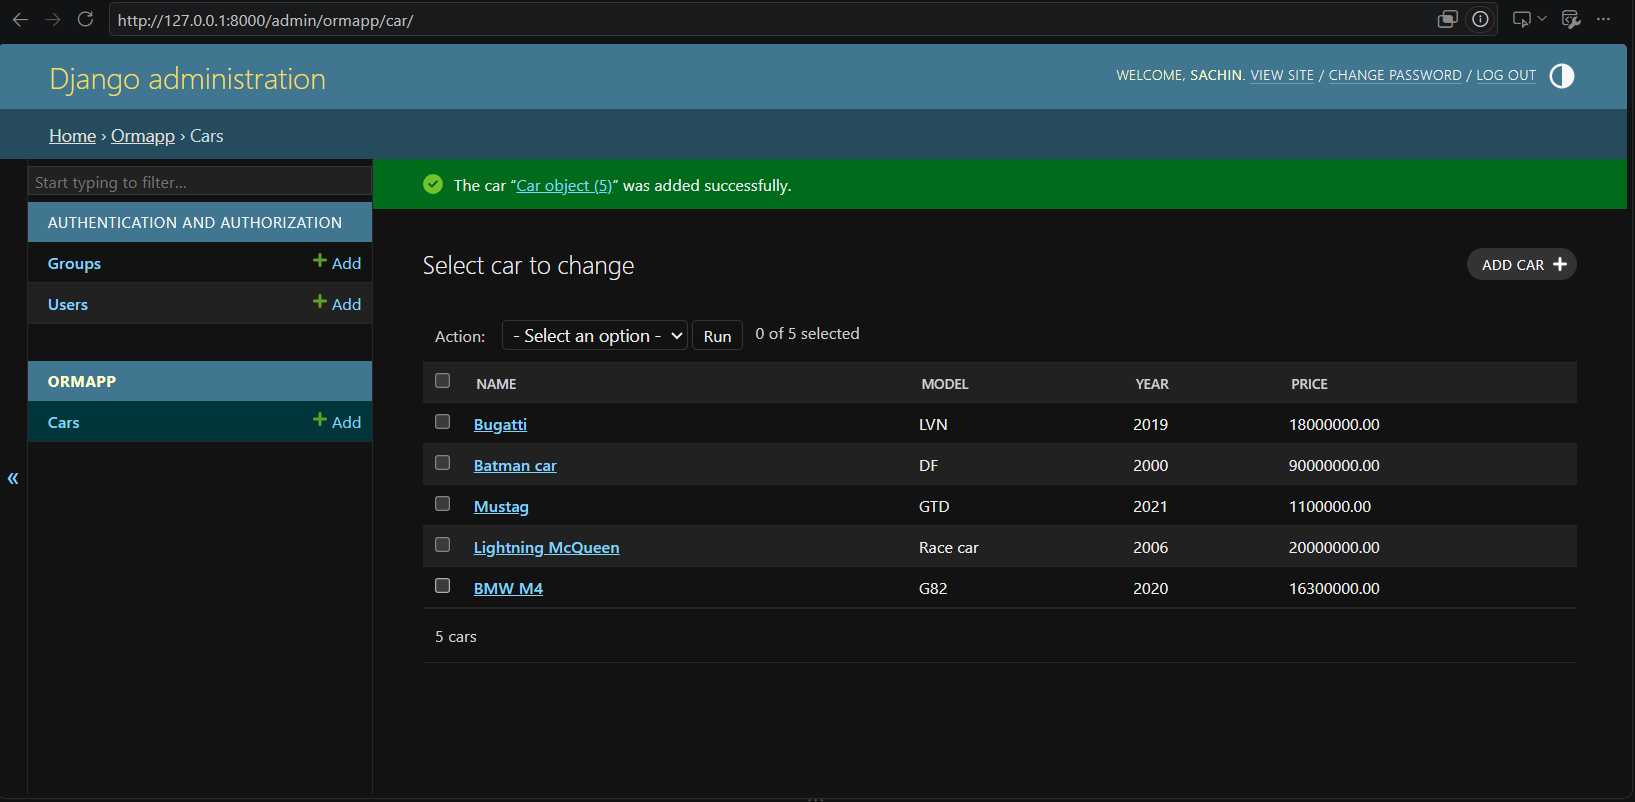 http://127.0.0.1:8000/admin/ormapp/car/
Django administration
WELCOME, SACHIN. VIEW SITE / CHANGE PASSWORD / LOG OUT
Home › Ormapp › Cars
Start typing to filter...
AUTHENTICATION AND AUTHORIZATION
Groups + Add
Users + Add
ORMAPP
Cars + Add
«
The car “Car object (5)” was added successfully.
Select car to change
ADD CAR +
Action: - Select an option - Run 0 of 5 selected
NAME MODEL YEAR PRICE
Bugatti LVN 2019 18000000.00
Batman car DF 2000 90000000.00
Mustag GTD 2021 1100000.00
Lightning McQueen Race car 2006 20000000.00
BMW M4 G82 2020 16300000.00
5 cars